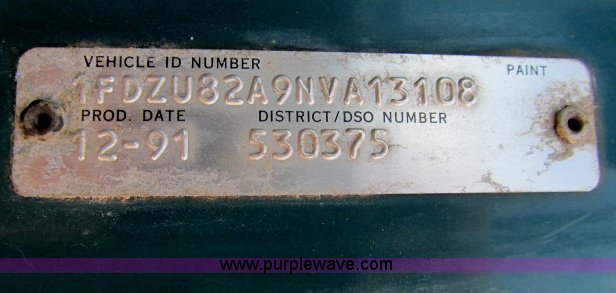 VEHICLE ID NUMBER PAINT
1FDZU82A9NVA13108
PROD. DATE DISTRICT/DSO NUMBER
12-91 530375
www.purplewave.com